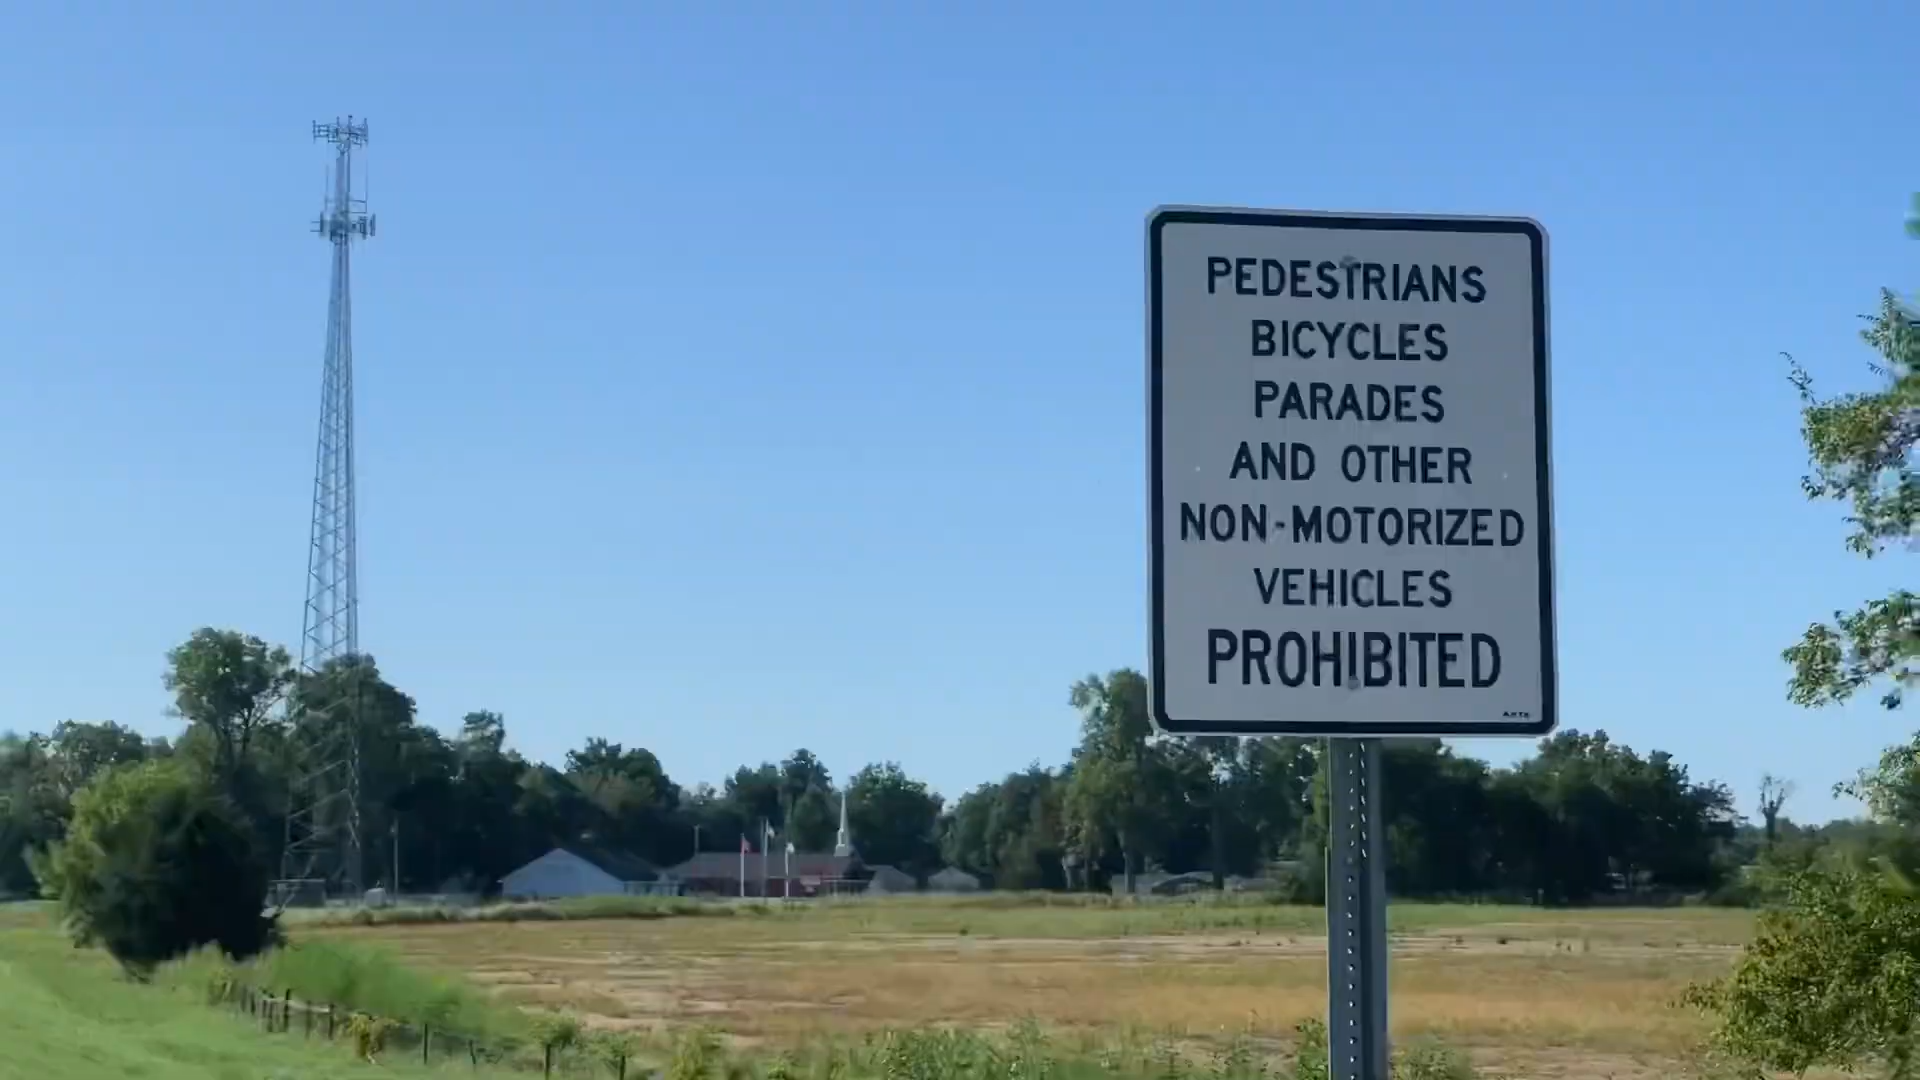 PEDESTRIANS
BICYCLES
PARADES
AND OTHER
NON-MOTORIZED
VEHICLES
PROHIBITED